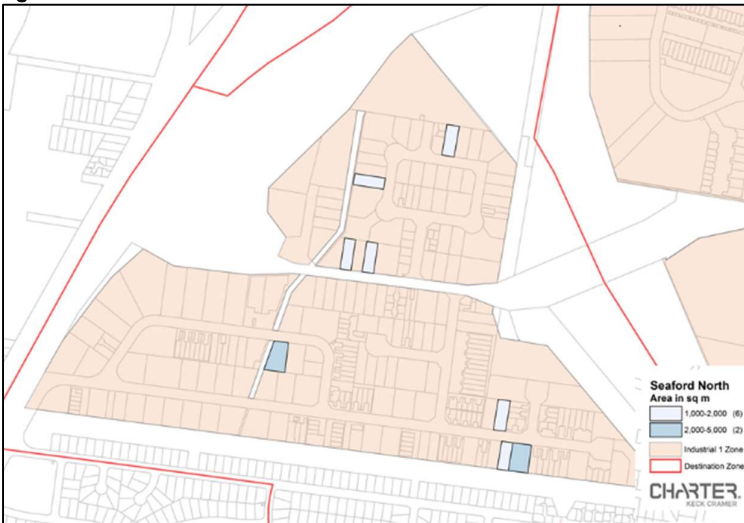 Seaford North
Area in sq m
1,000-2,000 (6)
2,000-5,000 (2)
Industrial 1 Zone
Destination Zone
CHARTER.
KECK CRAMER